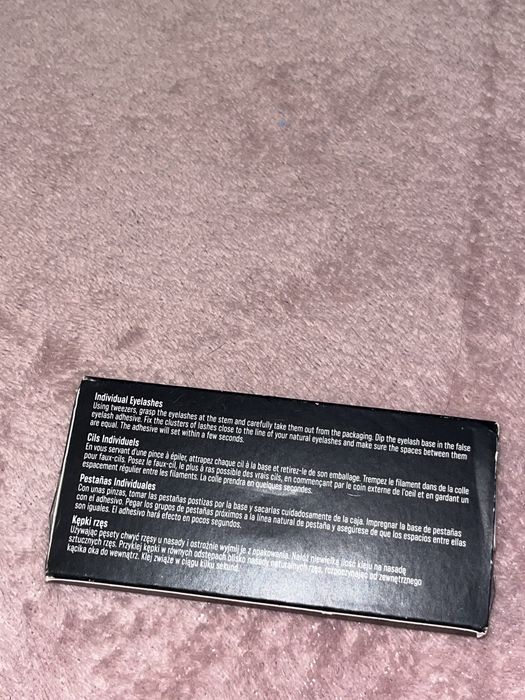 Individual Eyelashes
Using tweezers, grasp the eyelashes at the stem and carefully take them out from the packaging. Dip the eyelash base in the false
eyelash adhesive. Fix the clusters of lashes close to the line of your natural eyelashes and make sure the spaces between them
are equal. The adhesive will set within a few seconds.
Cils Individuels
En vous servant d'une pince à épiler, attrapez chaque cil à la base et retirez-le de son emballage. Trempez le filament dans de la colle
pour faux-cils. Posez le faux-cil, le plus à ras possible des vrais cils, en commençant par le coin externe de l'oeil et en gardant un
espacement régulier entre les filaments. La colle prendra en quelques secondes.
Pestañas Individuales
Con unas pinzas, tomar las pestañas postizas por la base y sacarlas cuidadosamente de la caja. Impregnar la base de pestañas
con el adhesivo. Pegar los grupos de pestañas próximos a la línea natural de pestaña y asegúrese de que los espacios entre ellas
son iguales. El adhesivo hará efecto en pocos segundos.
Kępki rzęs
Używając pęsety chwyć rzęsy u nasady i ostrożnie wyjmij je z opakowania. Nałóż niewielką ilość kleju na nasadę
sztucznych rzęs. Przyklej kępki w równych odstępach blisko nasady naturalnych rzęs, rozpoczynając od zewnętrznego
kącika oka do wewnątrz. Klej zwiąże w ciągu kilku sekund.